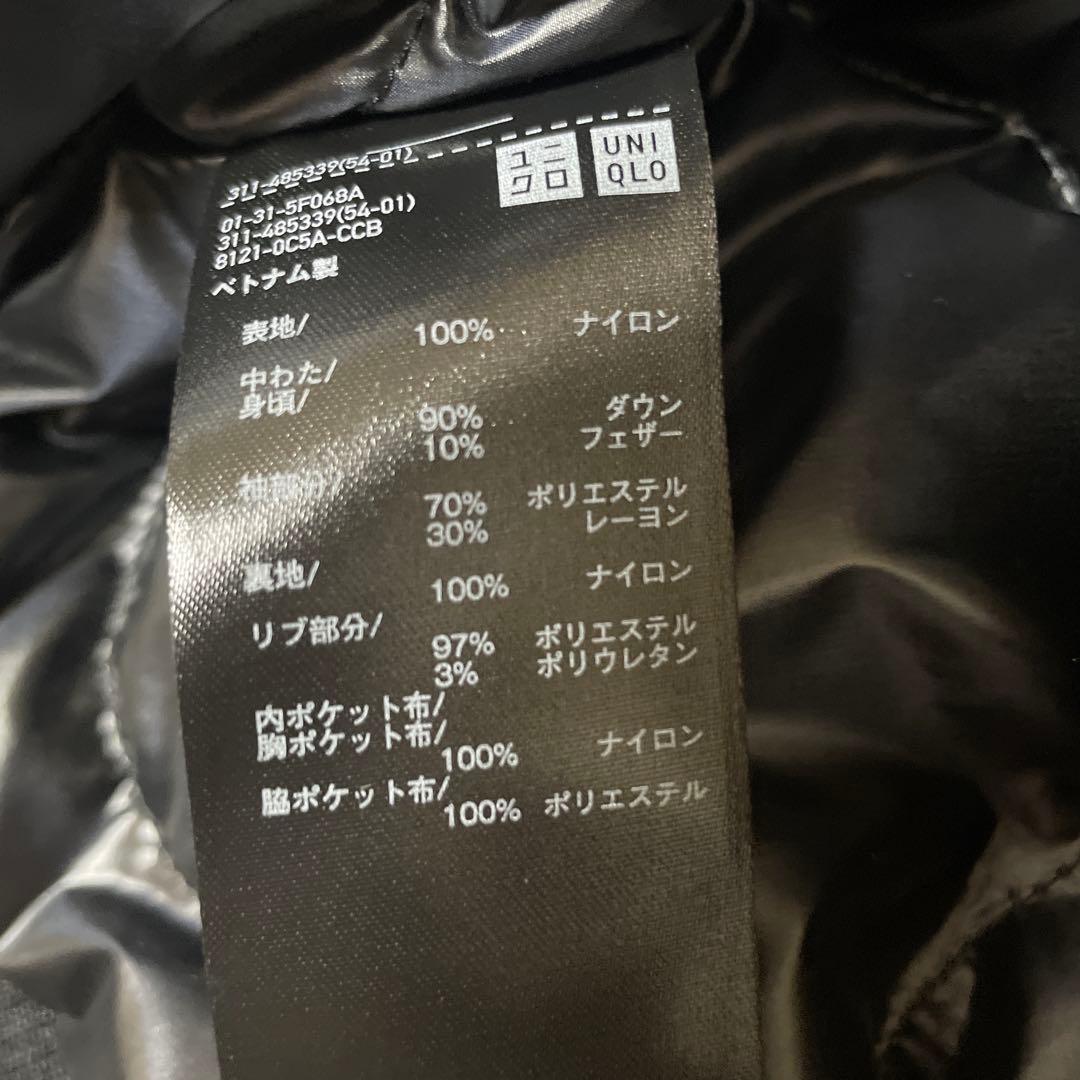 311-485339(54-01)
ユニクロ
UNIQLO
01-31-5F068A
311-485339(54-01)
8121-0C5A-CCB
ベトナム製
表地/ 100% ナイロン
中わた/
身頃/ 90% ダウン
10% フェザー
袖部分/ 70% ポリエステル
30% レーヨン
裏地/ 100% ナイロン
リブ部分/ 97% ポリエステル
3% ポリウレタン
内ポケット布/
胸ポケット布/ 100% ナイロン
脇ポケット布/ 100% ポリエステル